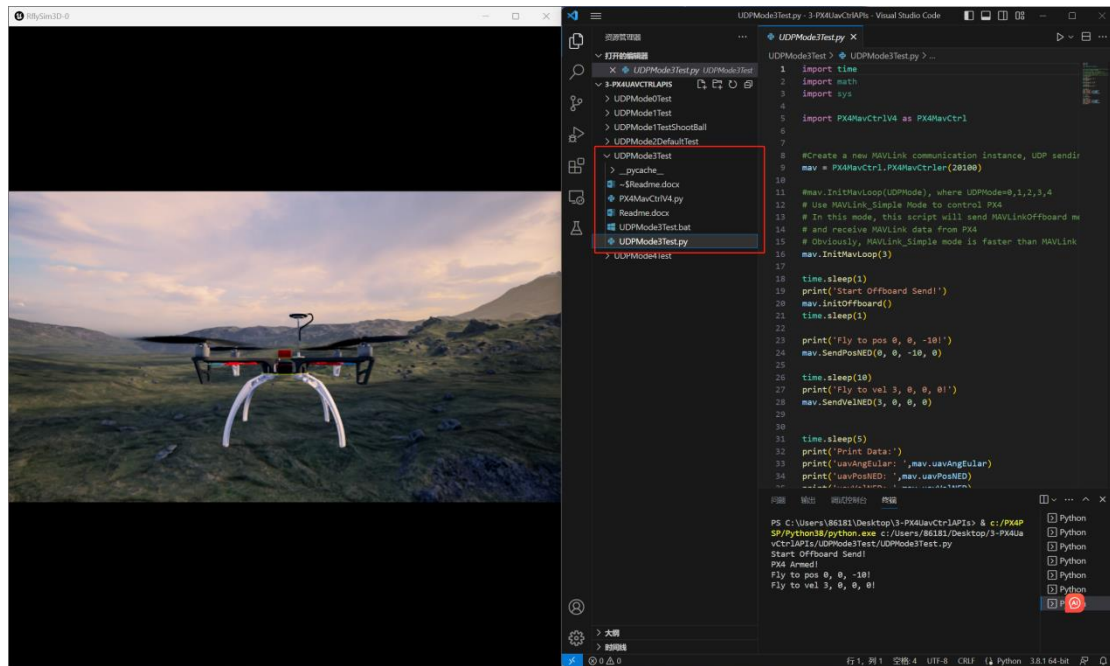 RflySim3D-0
UDPMode3Test.py - 3-PX4UavCtrlAPIs - Visual Studio Code
资源管理器
打开的编辑器
UDPMode3Test.py UDPMode3Test
3-PX4UAVCTRLAPIS
UDPMode0Test
UDPMode1Test
UDPMode1TestShootBall
UDPMode2DefaultTest
UDPMode3Test
__pycache__
~$Readme.docx
PX4MavCtrlV4.py
Readme.docx
UDPMode3Test.bat
UDPMode3Test.py
UDPMode4Test
大纲
时间线
UDPMode3Test.py
UDPMode3Test > UDPMode3Test.py > ...
1 import time
2 import math
3 import sys
4
5 import PX4MavCtrlV4 as PX4MavCtrl
6
7
8 #Create a new MAVLink communication instance, UDP sendin
9 mav = PX4MavCtrl.PX4MavCtrler(20100)
10
11 #mav.InitMavLoop(UDPMode), where UDPMode=0,1,2,3,4
12 # Use MAVLink_Simple Mode to control PX4
13 # In this mode, this script will send MAVLinkOffboard me
14 # and receive MAVLink data from PX4
15 # Obviously, MAVLink_Simple mode is faster than MAVLink
16 mav.InitMavLoop(3)
17
18 time.sleep(1)
19 print('Start Offboard Send!')
20 mav.initOffboard()
21 time.sleep(1)
22
23 print('Fly to pos 0, 0, -10!')
24 mav.SendPosNED(0, 0, -10, 0)
25
26 time.sleep(10)
27 print('Fly to vel 3, 0, 0, 0!')
28 mav.SendVelNED(3, 0, 0, 0)
29
30
31 time.sleep(5)
32 print('Print Data:')
33 print('uavAngEular: ',mav.uavAngEular)
34 print('uavPosNED: ',mav.uavPosNED)
问题 输出 调试控制台 终端
PS C:\Users\86181\Desktop\3-PX4UavCtrlAPIs> & c:/PX4P
SP/Python38/python.exe c:/Users/86181/Desktop/3-PX4Ua
vCtrlAPIs/UDPMode3Test/UDPMode3Test.py
Start Offboard Send!
PX4 Armed!
Fly to pos 0, 0, -10!
Fly to vel 3, 0, 0, 0!
Python
Python
Python
Python
Python
Python
0 0 行 1，列 1 空格: 4 UTF-8 CRLF Python 3.8.1 64-bit